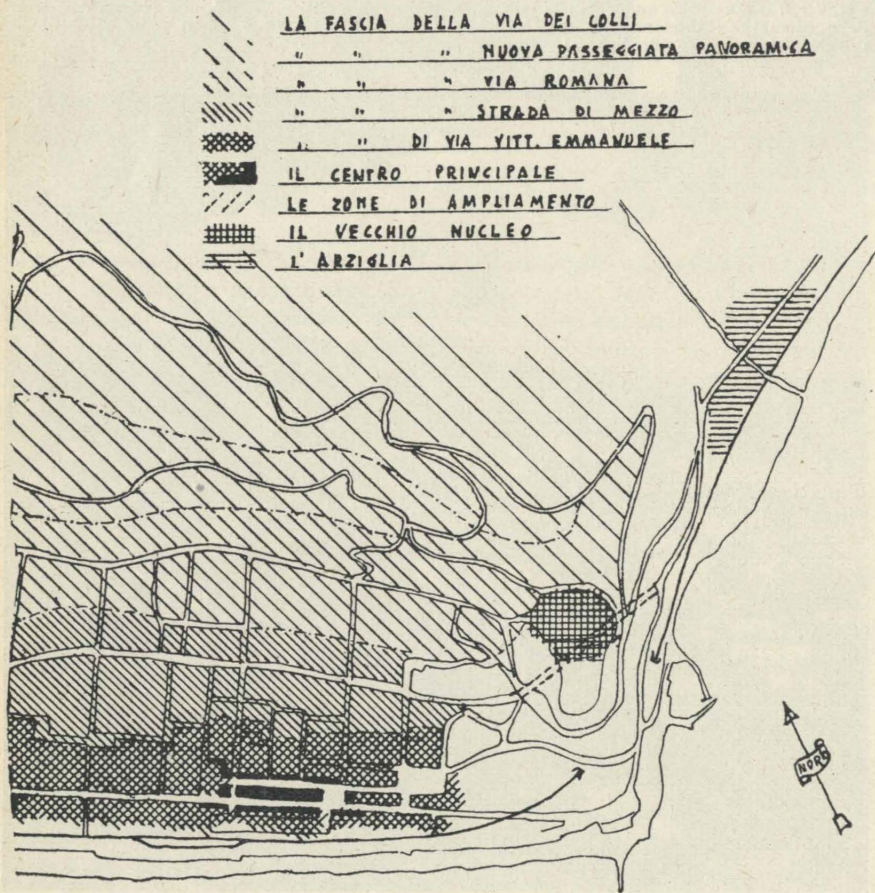 LA FASCIA DELLA VIA DEI COLLI
" " " NUOVA PASSEGGIATA PANORAMICA
" " " VIA ROMANA
" " " STRADA DI MEZZO
" " DI VIA VITT. EMMANUELE
IL CENTRO PRINCIPALE
LE ZONE DI AMPLIAMENTO
IL VECCHIO NUCLEO
L'ARZIGLIA
NORD